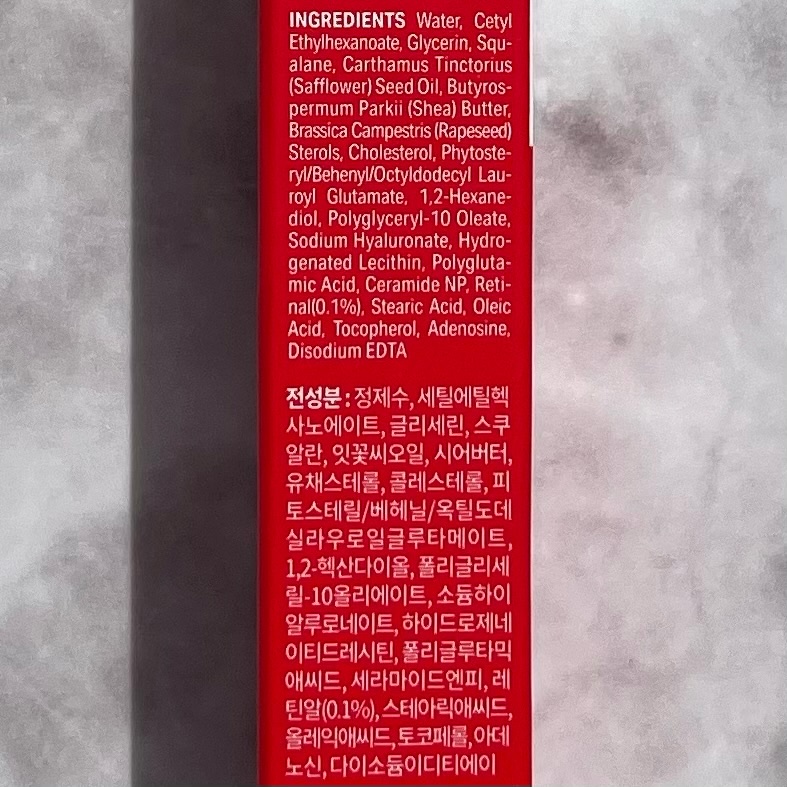 INGREDIENTS Water, Cetyl
Ethylhexanoate, Glycerin, Squ-
alane, Carthamus Tinctorius
(Safflower) Seed Oil, Butyros-
permum Parkii (Shea) Butter,
Brassica Campestris (Rapeseed)
Sterols, Cholesterol, Phytoste-
ryl/Behenyl/Octyldodecyl Lau-
royl Glutamate, 1,2-Hexane-
diol, Polyglyceryl-10 Oleate,
Sodium Hyaluronate, Hydro-
genated Lecithin, Polygluta-
mic Acid, Ceramide NP, Reti-
nal(0.1%), Stearic Acid, Oleic
Acid, Tocopherol, Adenosine,
Disodium EDTA
전성분 : 정제수, 세틸에틸헥
사노에이트, 글리세린, 스쿠
알란, 잇꽃씨오일, 시어버터,
유채스테롤, 콜레스테롤, 피
토스테릴/베헤닐/옥틸도데
실라우로일글루타메이트,
1,2-헥산다이올, 폴리글리세
릴-10올리에이트, 소듐하이
알루로네이트, 하이드로제네
이티드레시틴, 폴리글루타믹
애씨드, 세라마이드엔피, 레
틴알(0.1%), 스테아릭애씨드,
올레익애씨드, 토코페롤, 아데
노신, 다이소듐이디티에이